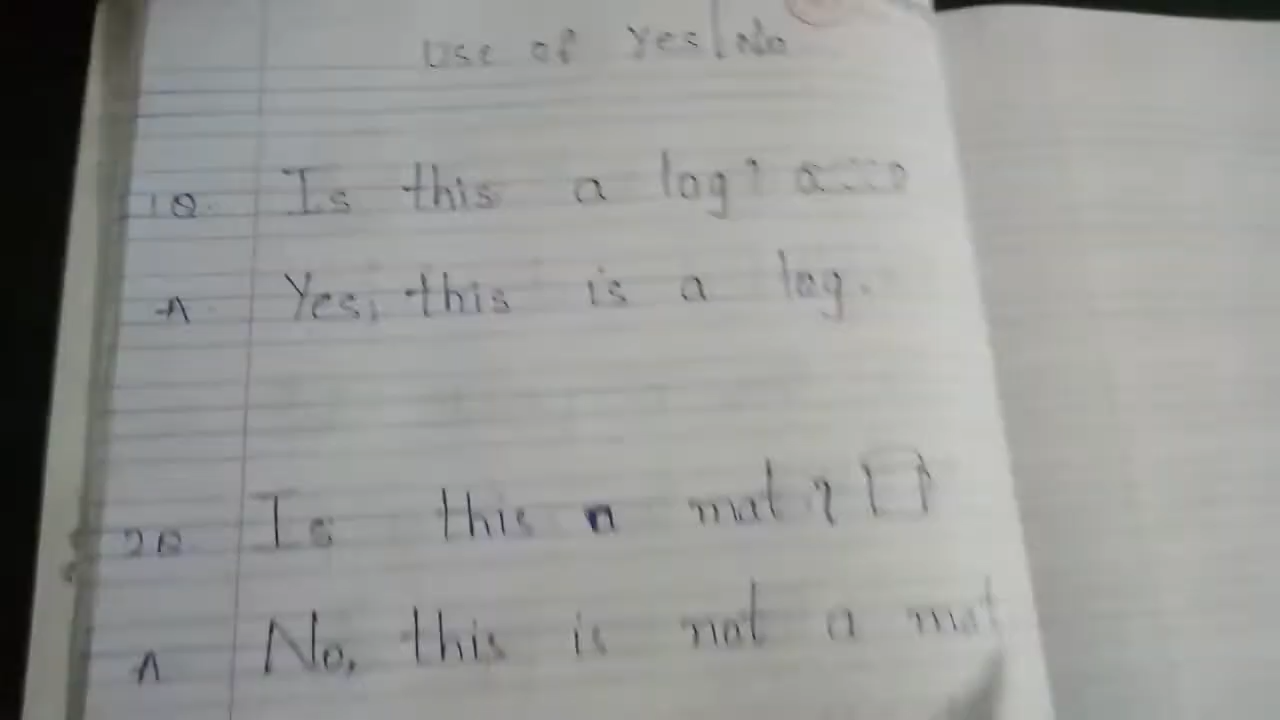 Use of Yes/No
1Q. Is this a log?
A. Yes, this is a log.
2Q Is this a mat?
A No, this is not a mat